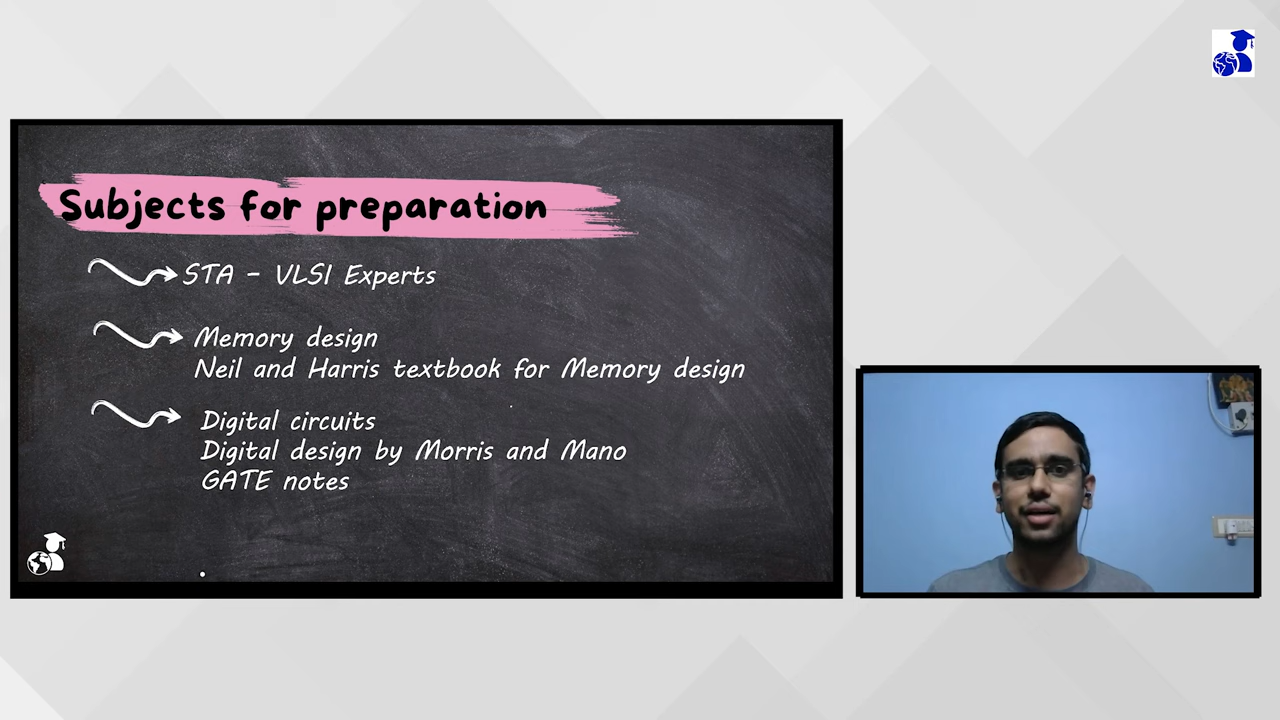 Subjects for preparation
STA - VLSI Experts
Memory design
Neil and Harris textbook for Memory design
Digital circuits
Digital design by Morris and Mano
GATE notes